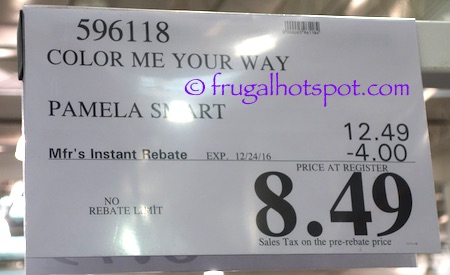 596118
COLOR ME YOUR WAY
© frugalhotspot.com
PAMELA SMART
12.49
Mfr's Instant Rebate EXP. 12/24/16 -4.00
PRICE AT REGISTER
NO
REBATE LIMIT
8.49
Sales Tax on the pre-rebate price